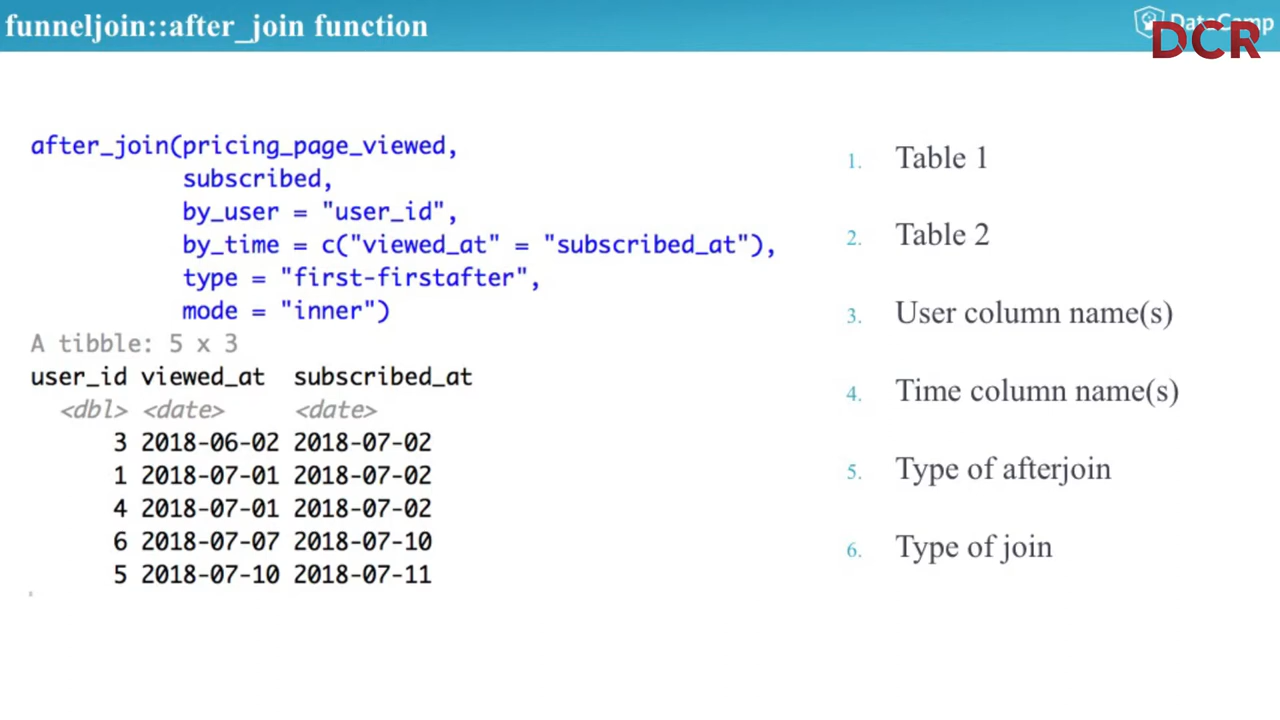 funneljoin::after_join function
DataCamp
DCR
after_join(pricing_page_viewed,
subscribed,
by_user = "user_id",
by_time = c("viewed_at" = "subscribed_at"),
type = "first-firstafter",
mode = "inner")
A tibble: 5 x 3
user_id viewed_at subscribed_at
<dbl> <date> <date>
3 2018-06-02 2018-07-02
1 2018-07-01 2018-07-02
4 2018-07-01 2018-07-02
6 2018-07-07 2018-07-10
5 2018-07-10 2018-07-11
1. Table 1
2. Table 2
3. User column name(s)
4. Time column name(s)
5. Type of afterjoin
6. Type of join